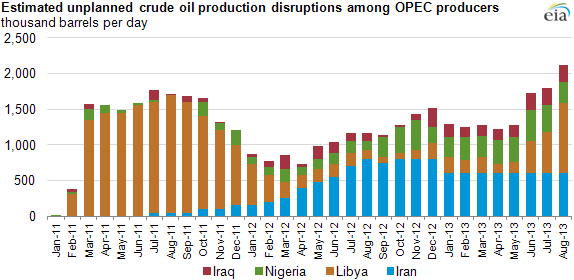 Estimated unplanned crude oil production disruptions among OPEC producers
thousand barrels per day
eia
2,500
2,000
1,500
1,000
500
0
Jan-11 Feb-11 Mar-11 Apr-11 May-11 Jun-11 Jul-11 Aug-11 Sep-11 Oct-11 Nov-11 Dec-11 Jan-12 Feb-12 Mar-12 Apr-12 May-12 Jun-12 Jul-12 Aug-12 Sep-12 Oct-12 Nov-12 Dec-12 Jan-13 Feb-13 Mar-13 Apr-13 May-13 Jun-13 Jul-13 Aug-13
Iraq Nigeria Libya Iran